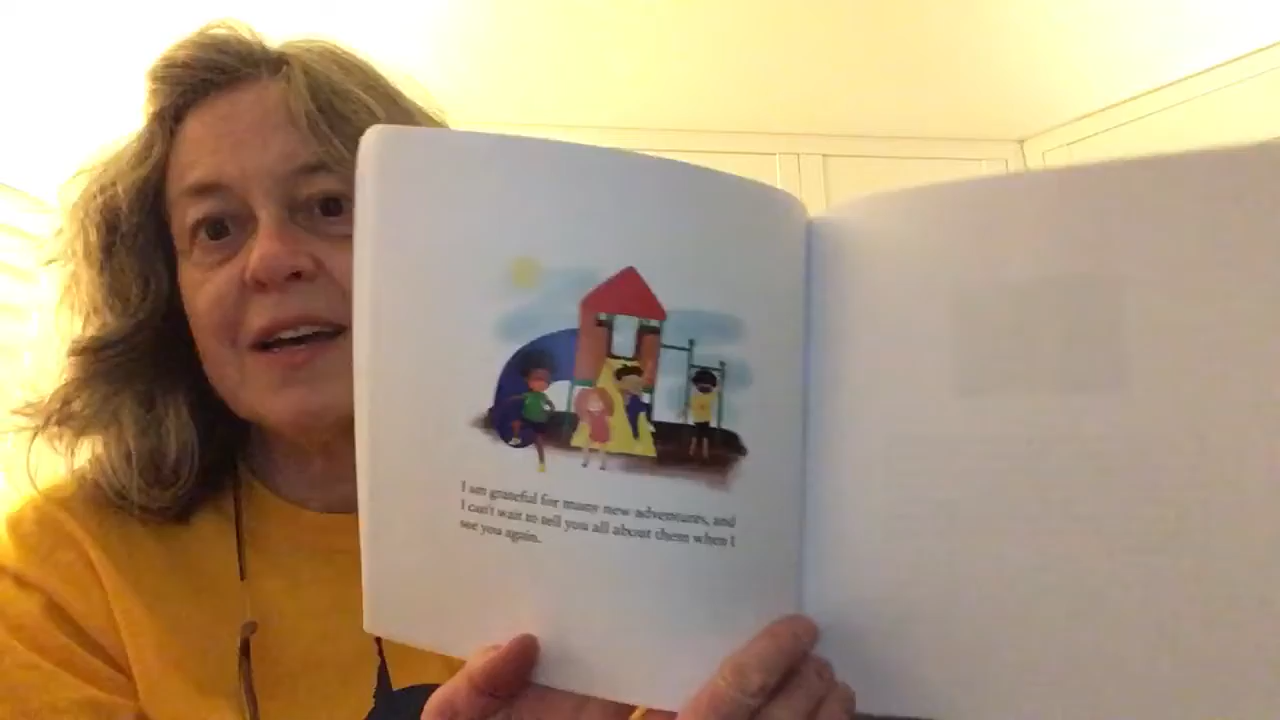 I am grateful for many new adventures, and
I can't wait to tell you all about them when I
see you again.